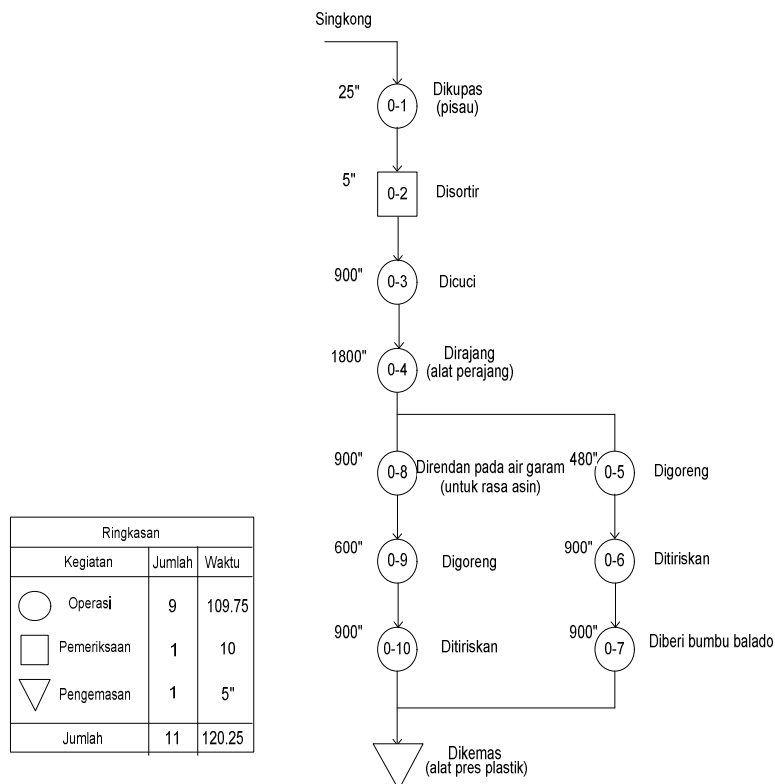 Singkong
25"
0-1
Dikupas
(pisau)
5"
0-2
Disortir
900"
0-3
Dicuci
1800"
0-4
Dirajang
(alat perajang)
900"
0-8
Direndan pada air garam
(untuk rasa asin)
480"
0-5
Digoreng
600"
0-9
Digoreng
900"
0-6
Ditiriskan
900"
0-10
Ditiriskan
900"
0-7
Diberi bumbu balado
Dikemas
(alat pres plastik)
Ringkasan
Kegiatan Jumlah Waktu
Operasi 9 109.75
Pemeriksaan 1 10
Pengemasan 1 5"
Jumlah 11 120.25